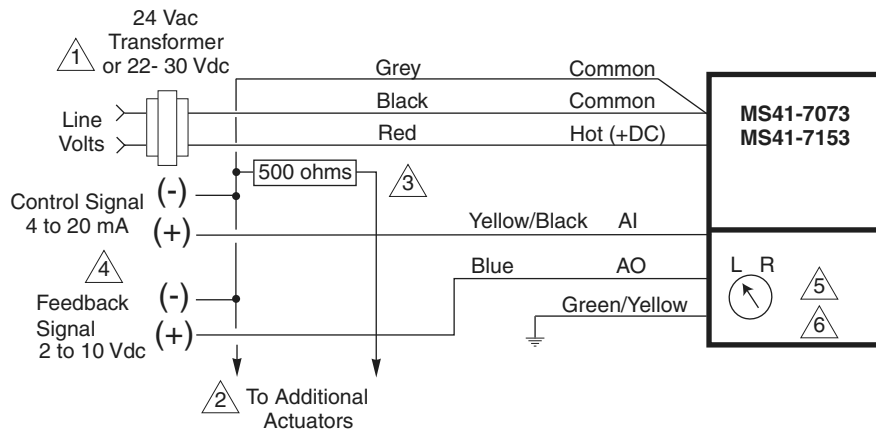 24 Vac
Transformer
or 22- 30 Vdc
1
Grey Common
Black Common
Red Hot (+DC)
Line
Volts
MS41-7073
MS41-7153
500 ohms
3
Control Signal
4 to 20 mA
(-)
(+)
Yellow/Black AI
4
Feedback
Signal
2 to 10 Vdc
(-)
(+)
Blue AO
Green/Yellow
L R
5
6
2
To Additional
Actuators